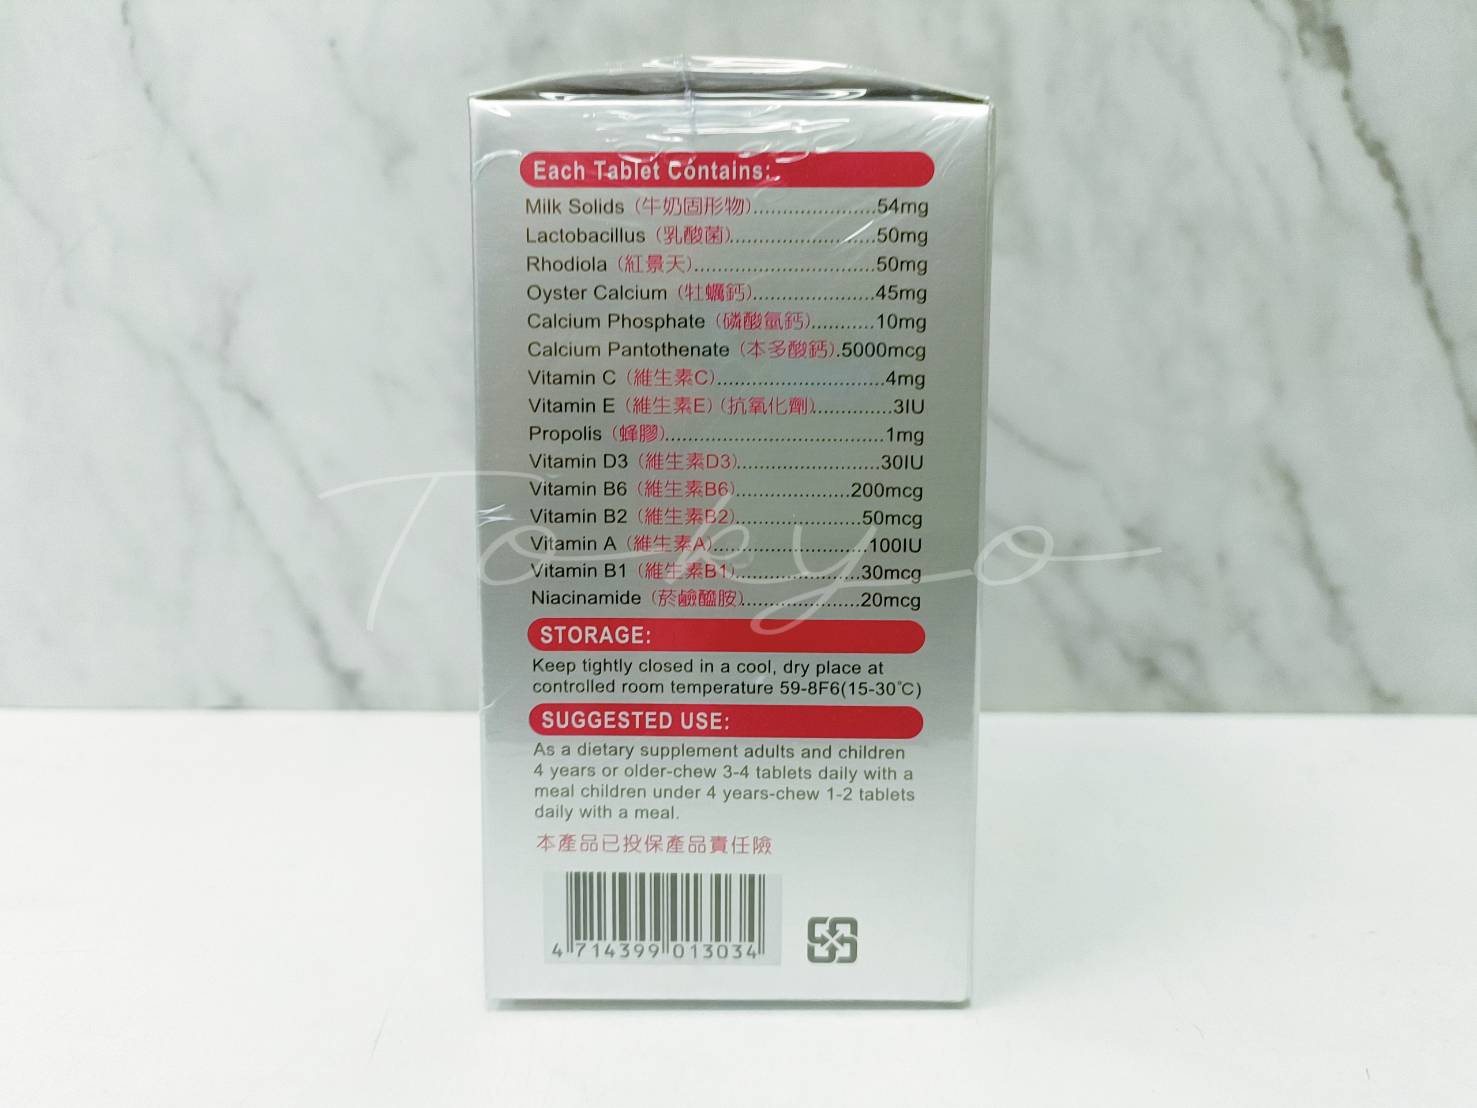 Each Tablet Contains:
Milk Solids (牛奶固形物).....................54mg
Lactobacillus (乳酸菌).........................50mg
Rhodiola (紅景天)...............................50mg
Oyster Calcium (牡蠣鈣).....................45mg
Calcium Phosphate (磷酸氫鈣)...........10mg
Calcium Pantothenate (本多酸鈣).5000mcg
Vitamin C (維生素C).............................4mg
Vitamin E (維生素E) (抗氧化劑)..............3IU
Propolis (蜂膠).....................................1mg
Vitamin D3 (維生素D3).........................30IU
Vitamin B6 (維生素B6)....................200mcg
Vitamin B2 (維生素B2)......................50mcg
Vitamin A (維生素A)...........................100IU
Vitamin B1 (維生素B1)......................30mcg
Niacinamide (菸鹼醯胺).....................20mcg
To-kyo
STORAGE:
Keep tightly closed in a cool, dry place at
controlled room temperature 59-8F6(15-30℃)
SUGGESTED USE:
As a dietary supplement adults and children
4 years or older-chew 3-4 tablets daily with a
meal children under 4 years-chew 1-2 tablets
daily with a meal.
本產品已投保產品責任險
4 714399 013034